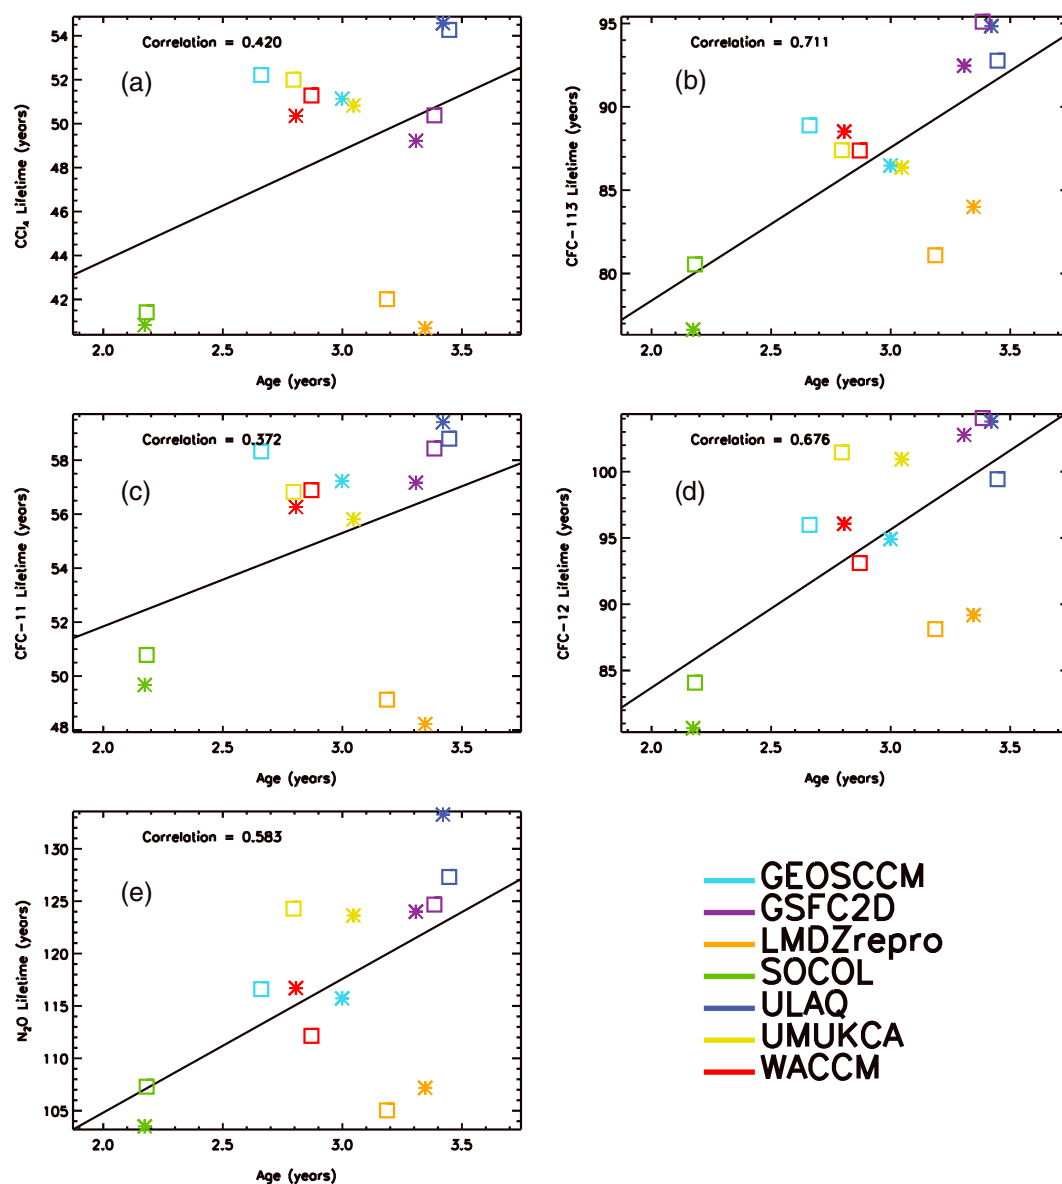 Correlation = 0.420
(a)
54
52
50
48
46
44
42
CCl₄ Lifetime (years)
2.0 2.5 3.0 3.5
Age (years)
Correlation = 0.711
(b)
95
90
85
80
CFC-113 Lifetime (years)
2.0 2.5 3.0 3.5
Age (years)
Correlation = 0.372
(c)
58
56
54
52
50
48
CFC-11 Lifetime (years)
2.0 2.5 3.0 3.5
Age (years)
Correlation = 0.676
(d)
100
95
90
85
CFC-12 Lifetime (years)
2.0 2.5 3.0 3.5
Age (years)
Correlation = 0.583
(e)
130
125
120
115
110
105
N₂O Lifetime (years)
2.0 2.5 3.0 3.5
Age (years)
GEOSCCM
GSFC2D
LMDZrepro
SOCOL
ULAQ
UMUKCA
WACCM